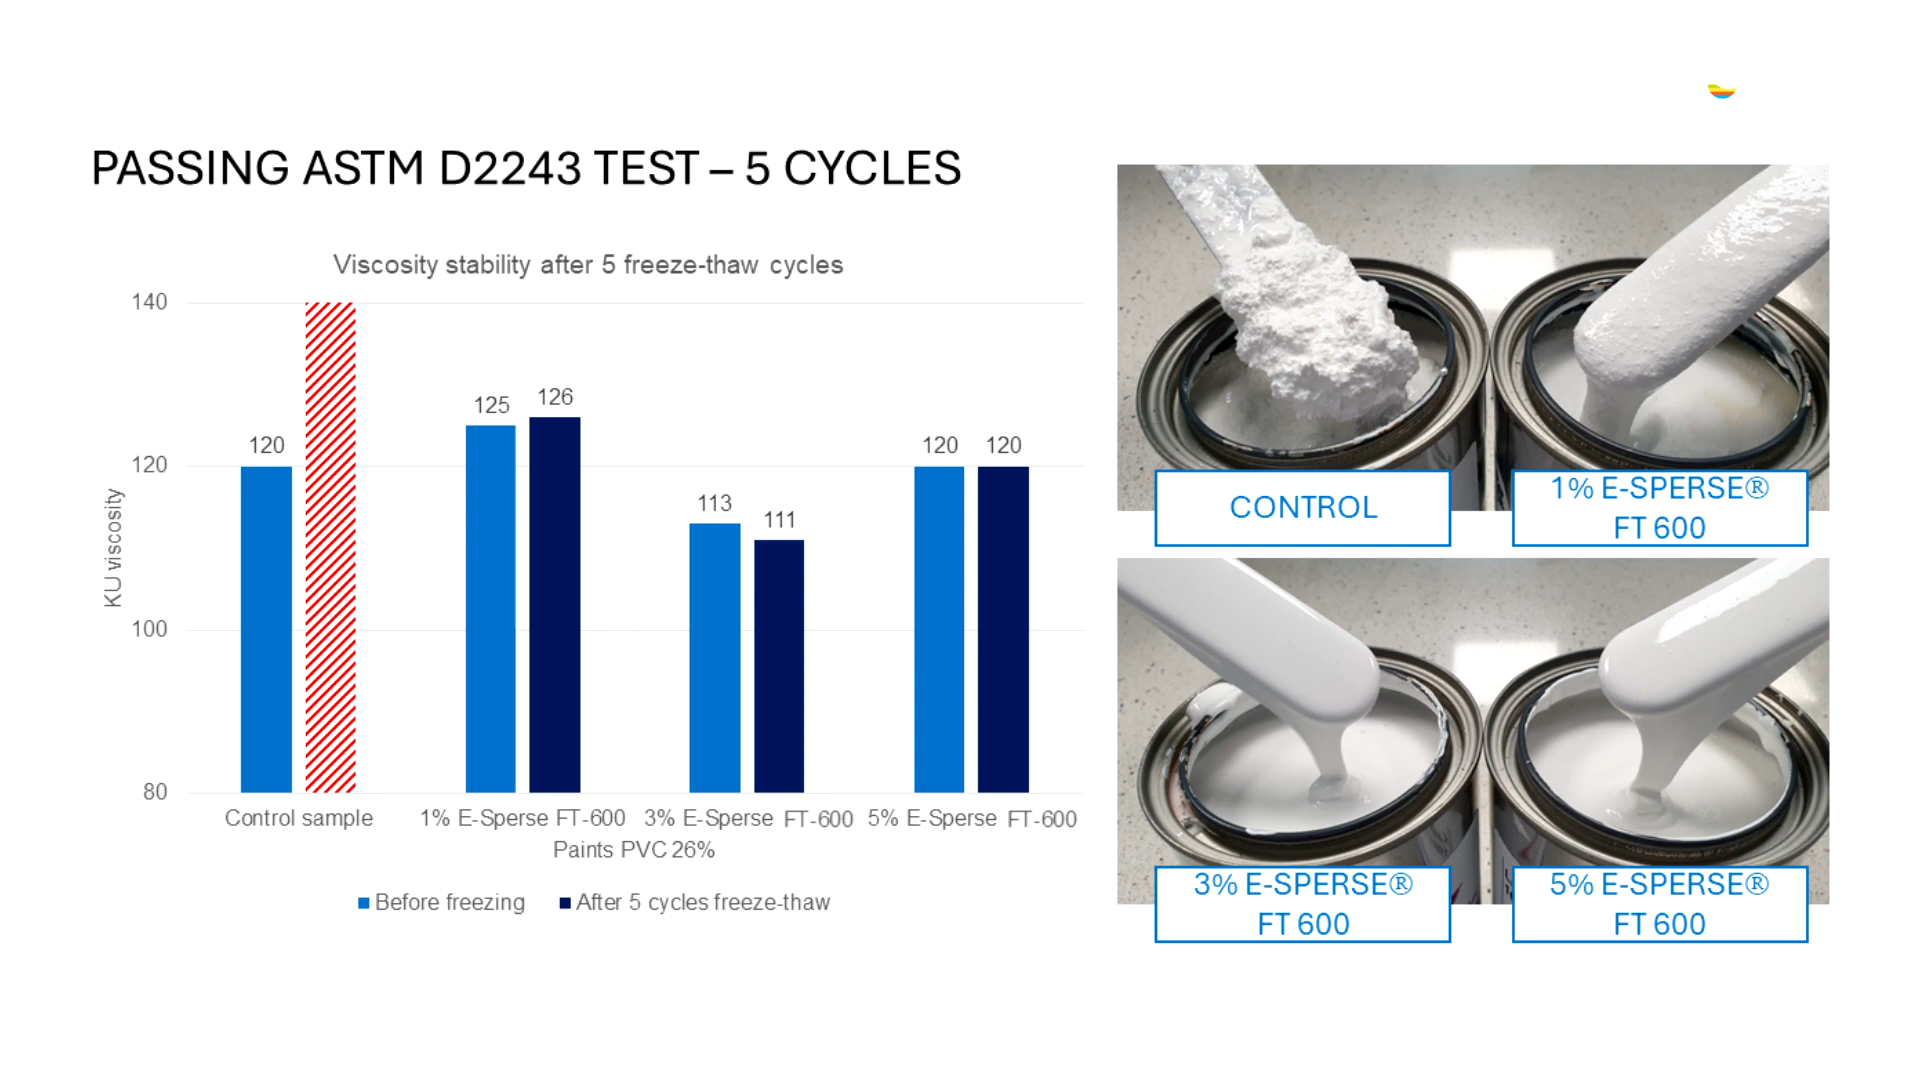 PASSING ASTM D2243 TEST – 5 CYCLES
Viscosity stability after 5 freeze-thaw cycles
140
120
100
80
KU viscosity
120
125
126
113
111
120
120
Control sample
1% E-Sperse FT-600
3% E-Sperse FT-600
5% E-Sperse FT-600
Paints PVC 26%
Before freezing
After 5 cycles freeze-thaw
CONTROL
1% E-SPERSE®
FT 600
3% E-SPERSE®
FT 600
5% E-SPERSE®
FT 600